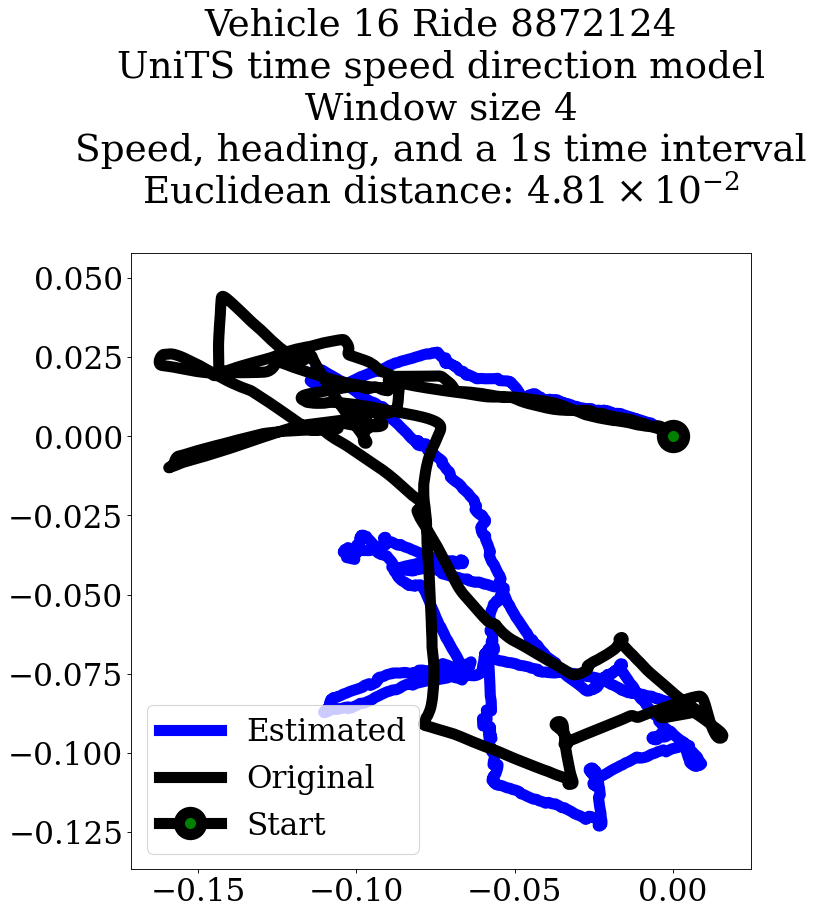 Vehicle 16 Ride 8872124
UniTS time speed direction model
Window size 4
Speed, heading, and a 1s time interval
Euclidean distance: 4.81 × 10⁻²
0.050
0.025
0.000
−0.025
−0.050
−0.075
−0.100
−0.125
Estimated
Original
Start
−0.15
−0.10
−0.05
0.00